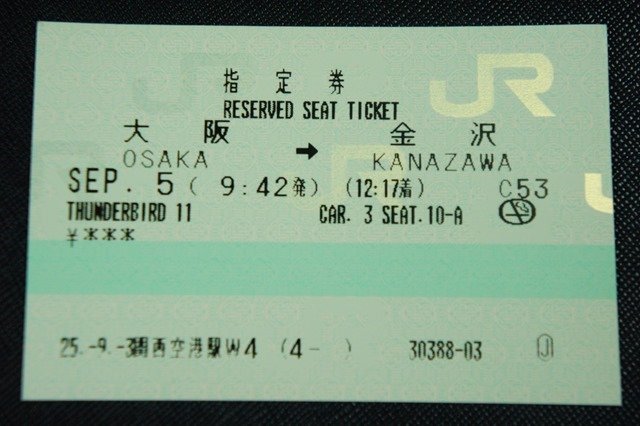 JR
指定券
RESERVED SEAT TICKET
大阪 → 金沢
OSAKA KANAZAWA
SEP. 5 ( 9:42発) (12:17着) C53
THUNDERBIRD 11 CAR. 3 SEAT.10-A
¥***
25.-9.-3関西空港駅W4 (4- ) 30388-03 J